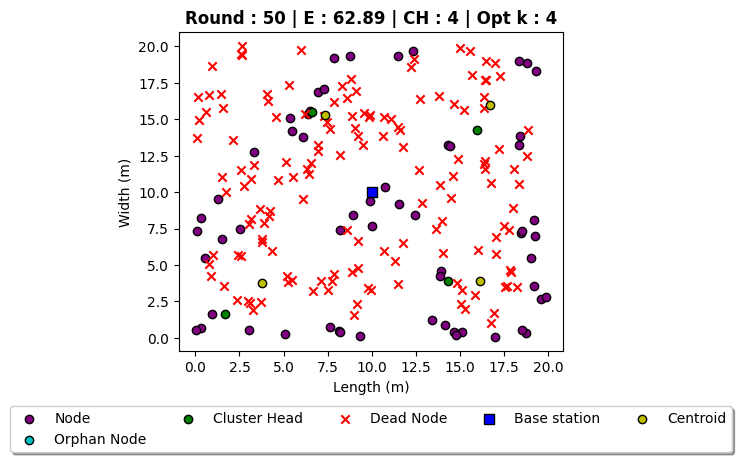 Round : 50 | E : 62.89 | CH : 4 | Opt k : 4
20.0
17.5
15.0
12.5
10.0
7.5
5.0
2.5
0.0
Width (m)
0.0 2.5 5.0 7.5 10.0 12.5 15.0 17.5 20.0
Length (m)
Node Cluster Head Dead Node Base station Centroid
Orphan Node